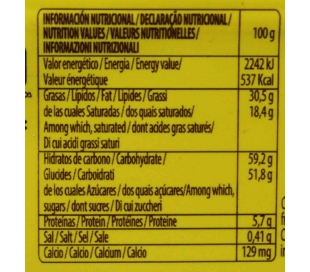 INFORMACIÓN NUTRICIONAL / DECLARAÇÃO NUTRICIONAL /
NUTRITION VALUES / VALEURS NUTRITIONELLES /
INFORMAZIONI NUTRIZIONALI
100 g
Valor energético / Energia / Energy value/ 2242 kJ
Valeur énergétique 537 Kcal
Grasas / Lípidos / Fat / Lipides / Grassi 30,5 g
de las cuales Saturadas / dos quais saturados/ 18,4 g
Among which, saturated / dont acides gras saturés/
Di cui acidi grassi saturi
Hidratos de carbono / Carbohydrate / 59,2 g
Glucides / Carboidrati 51,8 g
de los cuales Azúcares / dos quais açúcares/Among which,
sugars / dont sucres / Di cui zuccheri
Proteínas / Protein / Protéines / Proteine 5,7 g
Sal / Salt / Sel / Sale 0,41 g
Calcio / Cálcio / Calcium / Calcio 129 mg